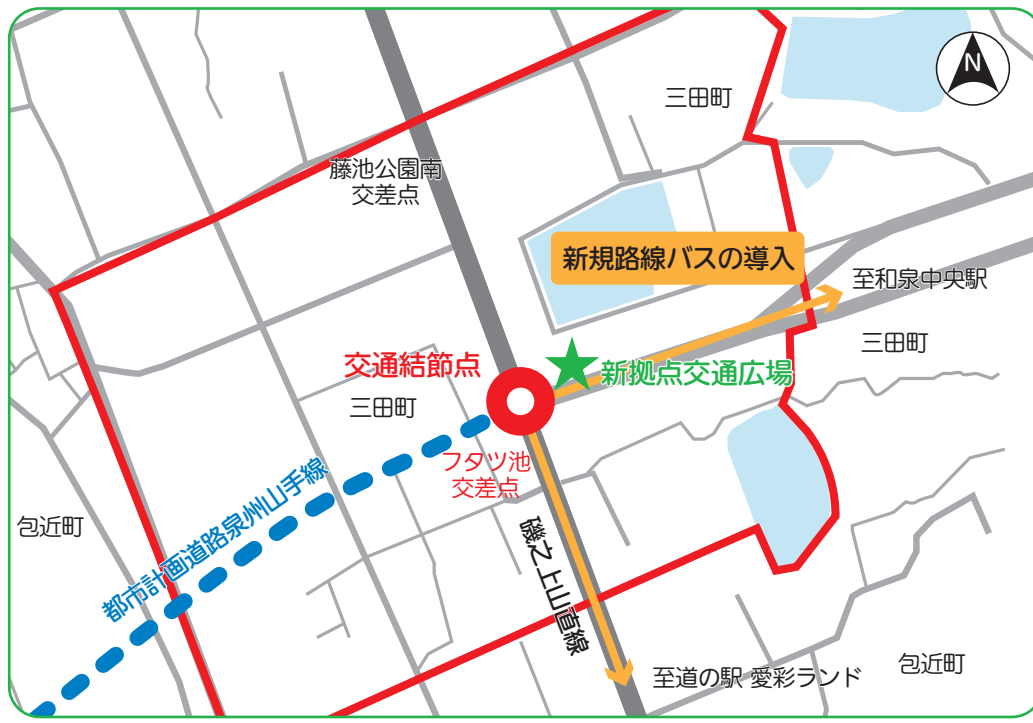 N
三田町
藤池公園南
交差点
新規路線バスの導入
至和泉中央駅
三田町
交通結節点
新拠点交通広場
三田町
フタツ池
交差点
都市計画道路泉州山手線
包近町
磯之上山直線
至道の駅 愛彩ランド
包近町